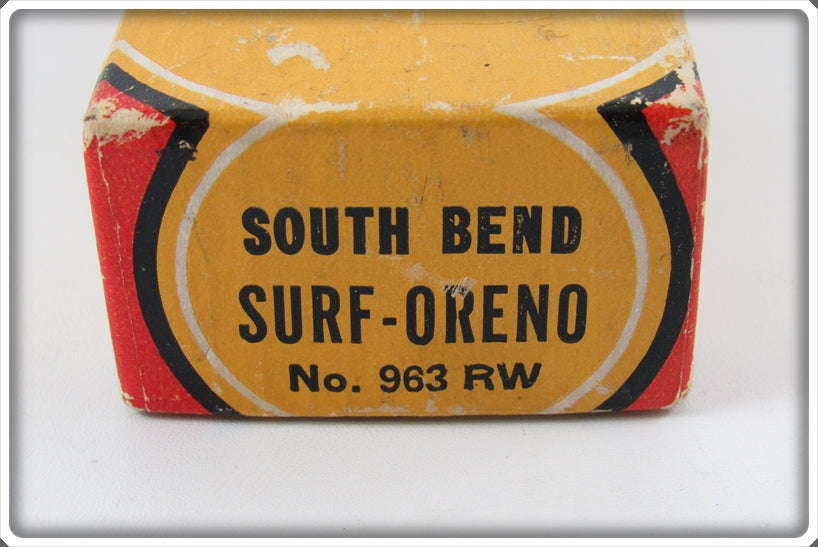 SOUTH BEND
SURF-ORENO
No. 963 RW